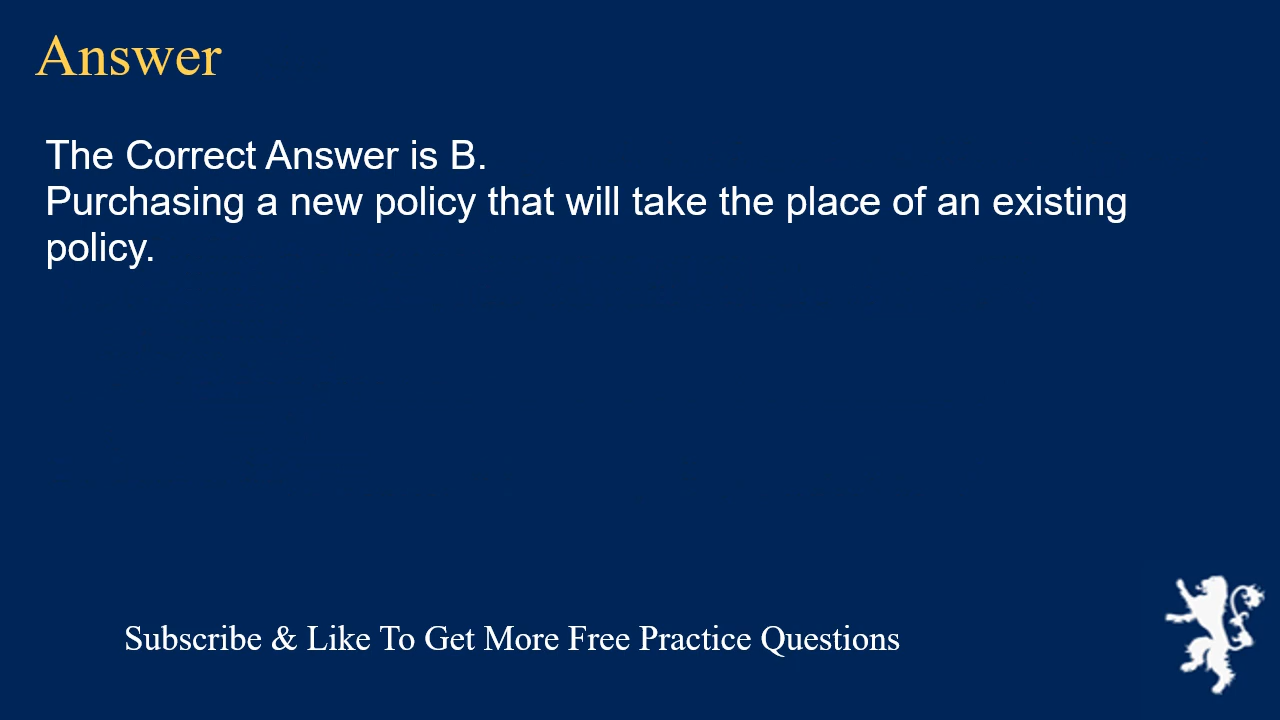 Answer
The Correct Answer is B.
Purchasing a new policy that will take the place of an existing
policy.
Subscribe & Like To Get More Free Practice Questions